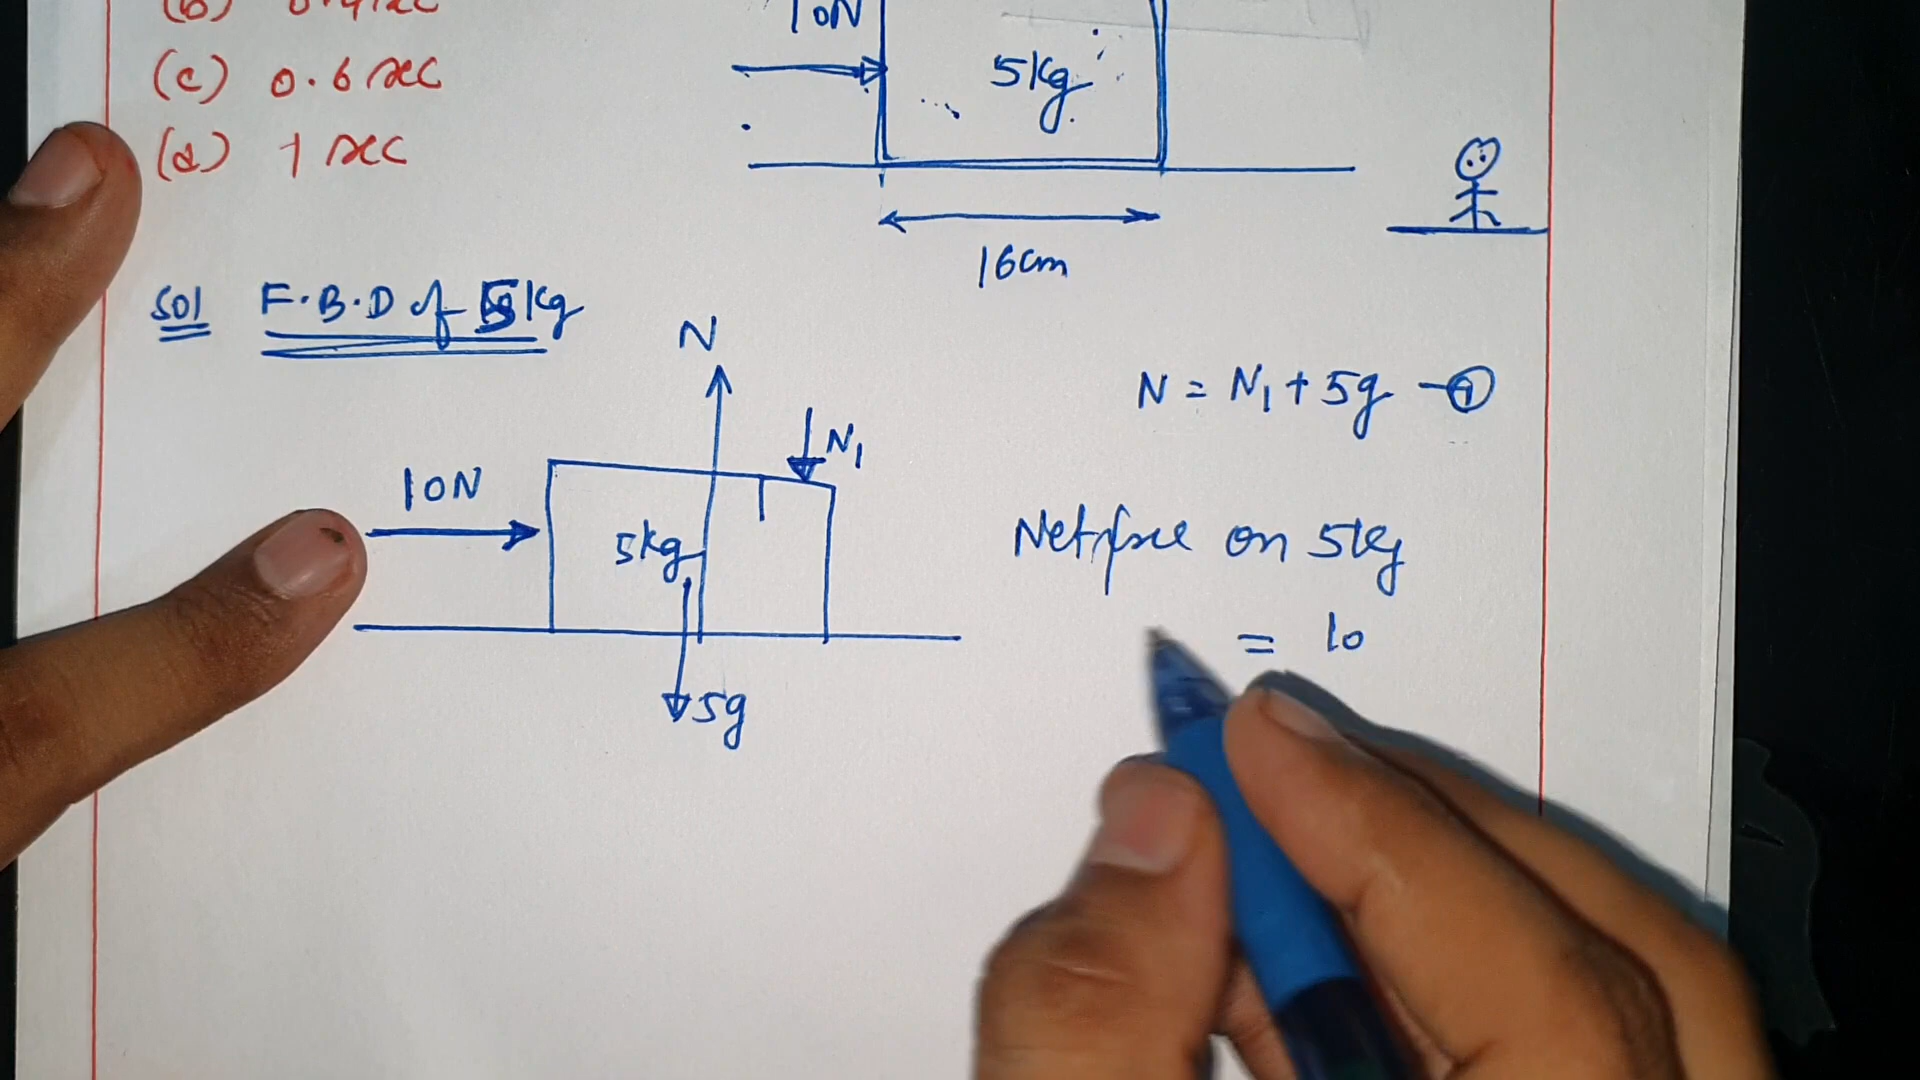 10N
(c) 0.6 sec
5kg
(d) 1 sec
16cm
Sol F.B.D of 5kg
N
N = N₁ + 5g - ①
N₁
10N
5kg
Net force on 5kg
= 10
5g